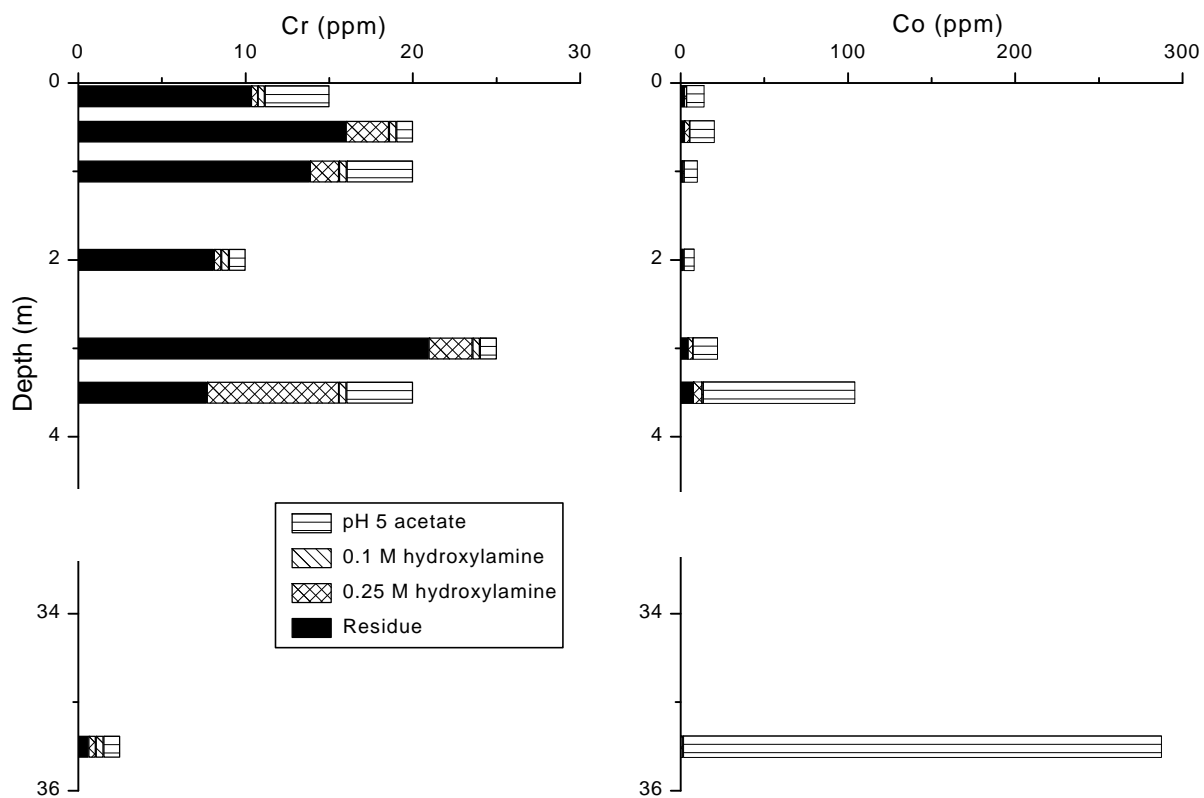 Cr (ppm)
0 10 20 30
Co (ppm)
0 100 200 300
Depth (m)
0
2
4
34
36
0
2
4
34
36
pH 5 acetate
0.1 M hydroxylamine
0.25 M hydroxylamine
Residue